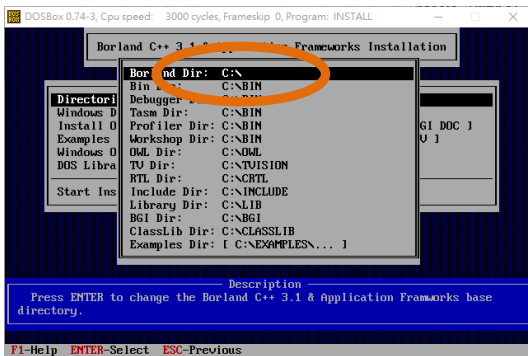 DOSBox 0.74-3, Cpu speed: 3000 cycles, Frameskip 0, Program: INSTALL
Borland C++ 3.1 & Application Frameworks Installation
Borland Dir: C:\
Bin Dir: C:\BIN
Directori
Debugger C:\BIN
Windows D
Tasm Dir: C:\BIN
Install O
Profiler Dir: C:\BIN
GI DOC ]
Examples
Workshop Dir: C:\BIN
V ]
Windows O
OWL Dir: C:\OWL
DOS Libra
TV Dir: C:\TVISION
RTL Dir: C:\CRTL
Start Ins
Include Dir: C:\INCLUDE
Library Dir: C:\LIB
BGI Dir: C:\BGI
ClassLib Dir: C:\CLASSLIB
Examples Dir: [ C:\EXAMPLES\... ]
Description
Press ENTER to change the Borland C++ 3.1 & Application Framworks base
directory.
F1-Help ENTER-Select ESC-Previous